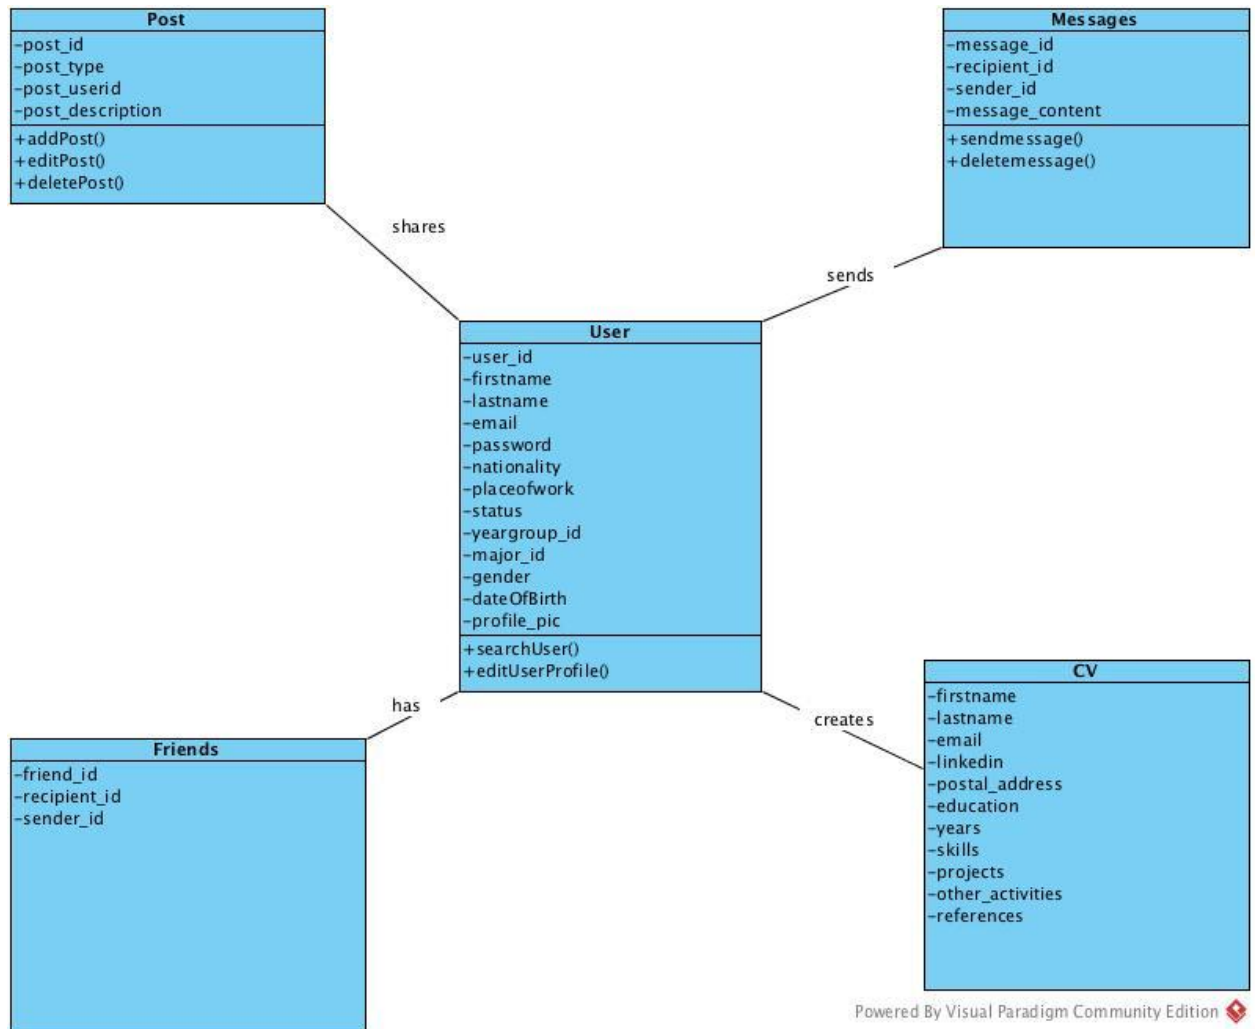 Post
-post_id
-post_type
-post_userid
-post_description
+addPost()
+editPost()
+deletePost()
Messages
-message_id
-recipient_id
-sender_id
-message_content
+sendmessage()
+deletemessage()
shares
sends
User
-user_id
-firstname
-lastname
-email
-password
-nationality
-placeofwork
-status
-yeargroup_id
-major_id
-gender
-dateOfBirth
-profile_pic
+searchUser()
+editUserProfile()
has
creates
Friends
-friend_id
-recipient_id
-sender_id
CV
-firstname
-lastname
-email
-linkedin
-postal_address
-education
-years
-skills
-projects
-other_activities
-references
Powered By Visual Paradigm Community Edition